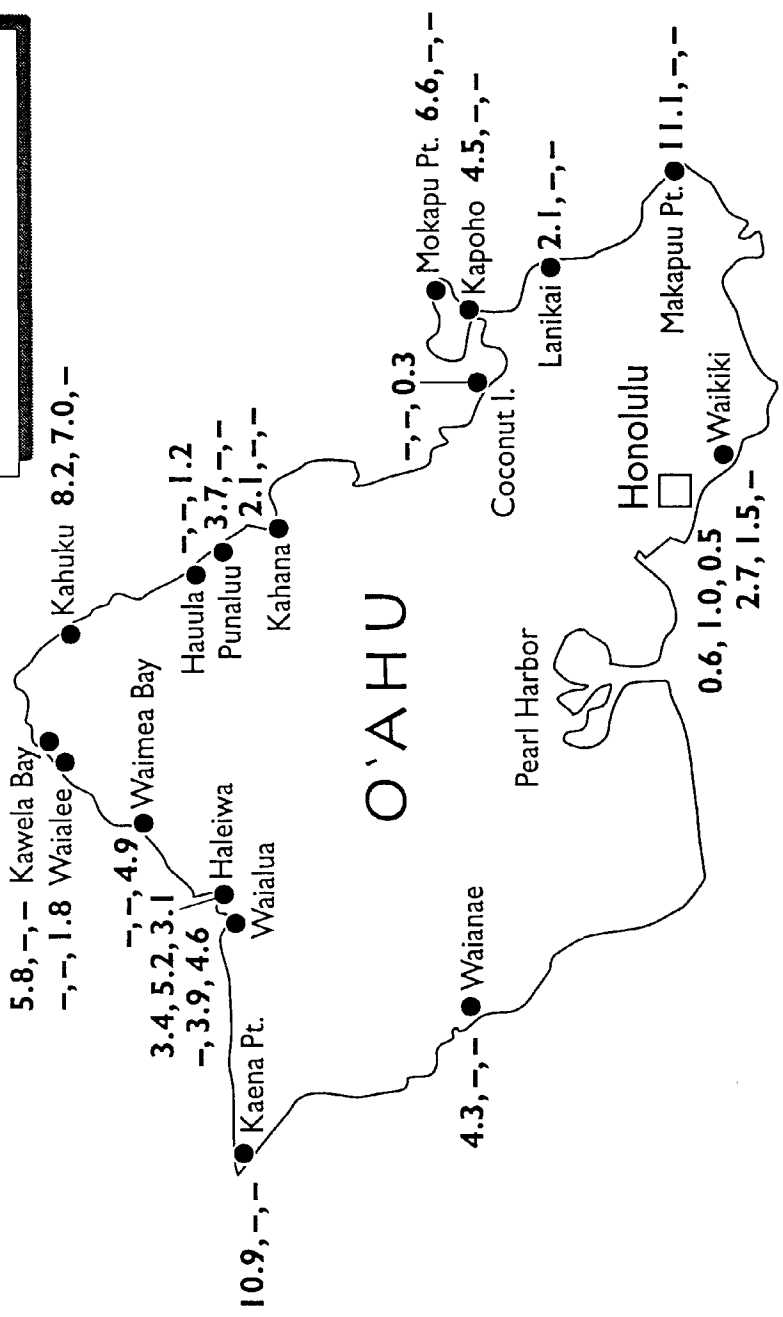 5.8, –, – Kawela Bay
–, –, 1.8 Waialee
Kahuku 8.2, 7.0, –
–, –, 4.9
Waimea Bay
3.4, 5.2, 3.1
Haleiwa
–, 3.9, 4.6
Waialua
Hauula –, –, 1.2
Punaluu 3.7, –, –
Kahana 2.1, –, –
10.9, –, –
Kaena Pt.
O`AHU
–, –, 0.3
Coconut I.
Mokapu Pt. 6.6, –, –
Kapoho 4.5, –, –
Lanikai 2.1, –, –
4.3, –, –
Waianae
Pearl Harbor
Honolulu
Waikiki
0.6, 1.0, 0.5
2.7, 1.5, –
Makapuu Pt. 11.1, –, –